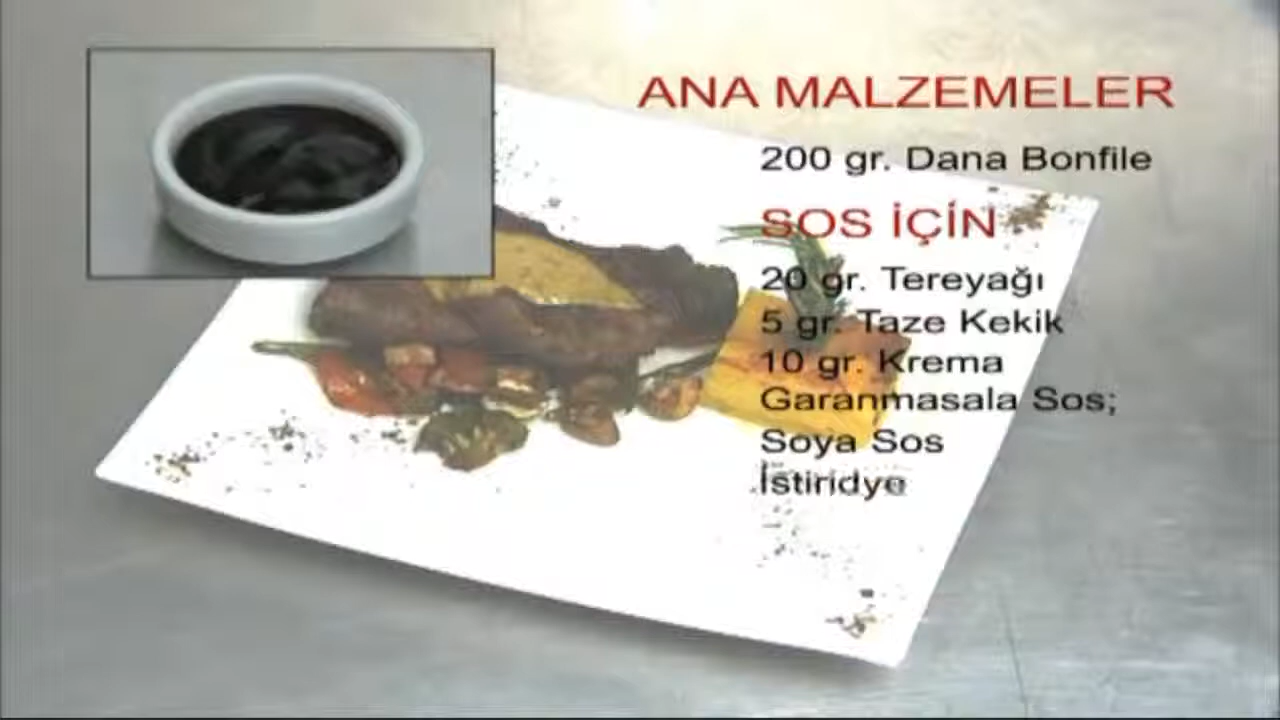 ANA MALZEMELER
200 gr. Dana Bonfile
SOS İÇİN
20 gr. Tereyağı
5 gr. Taze Kekik
10 gr. Krema
Garanmasala Sos;
Soya Sos
İstiridye